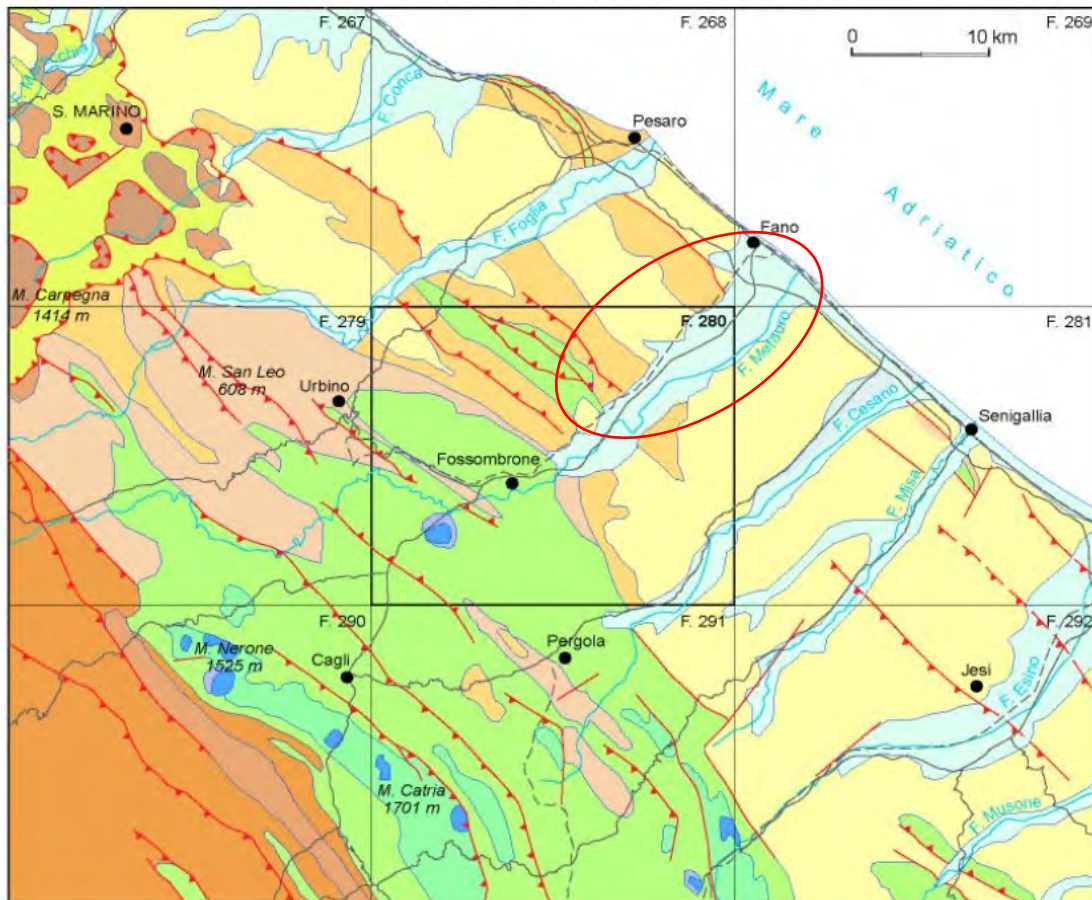 F. 267
F. 268
F. 269
0 10 km
F. Conca
S. MARINO
Pesaro
Mare
Adriatico
F. Foglia
Fano
M. Carpegna
1414 m
F. 279
F. 280
F. 281
M. San Leo
608 m
Urbino
F. Metauro
F. Cesano
Senigallia
Fossombrone
F. Misa
F. 290
F. 291
F. 292
M. Nerone
1525 m
Cagli
Pergola
Jesi
F. Esino
M. Catria
1701 m
F. Musone